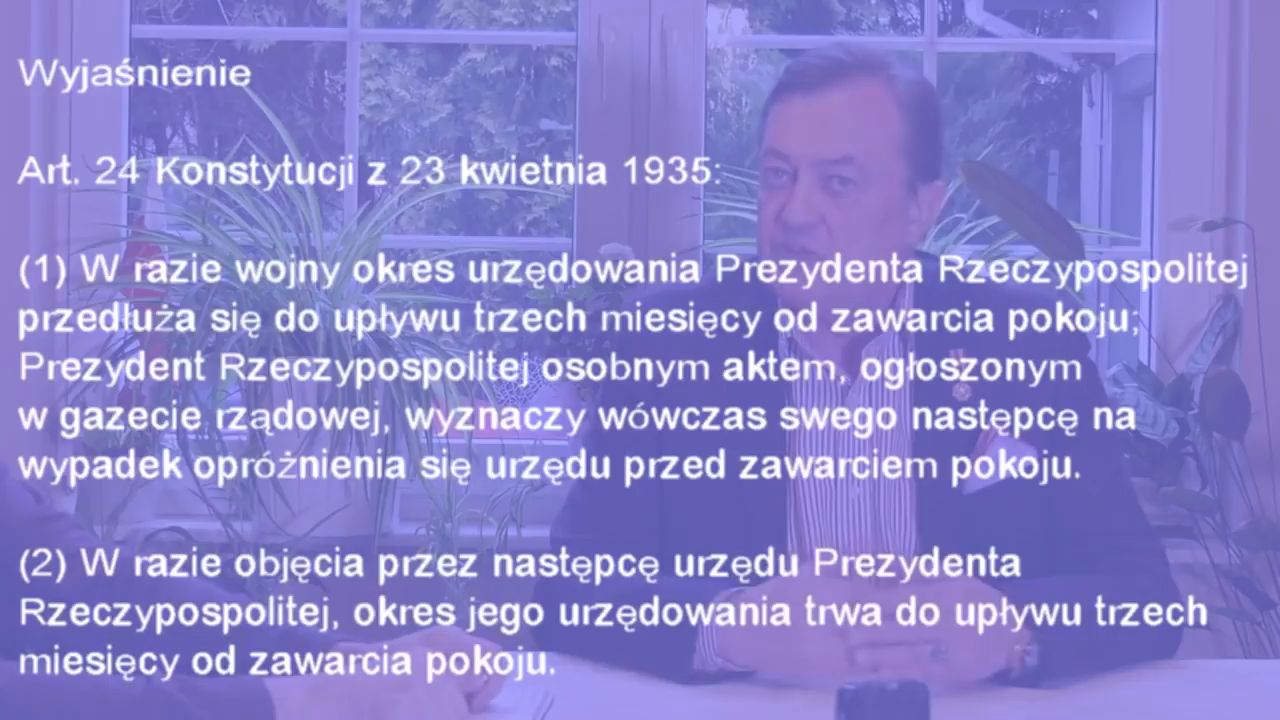 Wyjaśnienie
Art. 24 Konstytucji z 23 kwietnia 1935:
(1) W razie wojny okres urzędowania Prezydenta Rzeczypospolitej
przedłuża się do upływu trzech miesięcy od zawarcia pokoju;
Prezydent Rzeczypospolitej osobnym aktem, ogłoszonym
w gazecie rządowej, wyznaczy wówczas swego następcę na
wypadek opróżnienia się urzędu przed zawarciem pokoju.
(2) W razie objęcia przez następcę urzędu Prezydenta
Rzeczypospolitej, okres jego urzędowania trwa do upływu trzech
miesięcy od zawarcia pokoju.